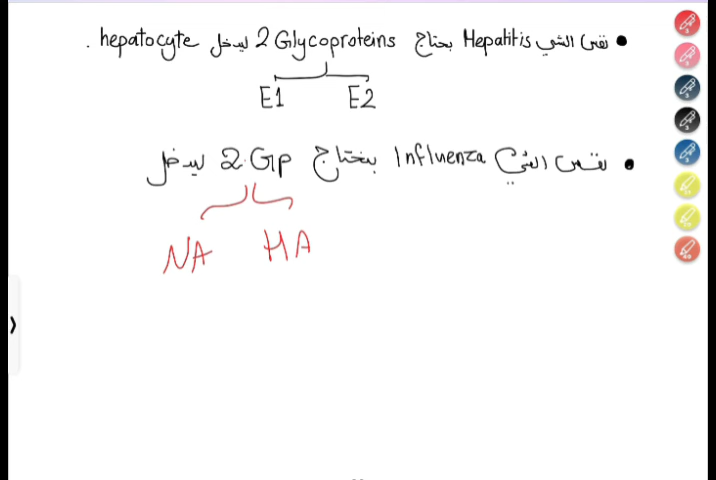 • نفس الشي Hepatitis بحتاج 2 Glycoproteins ليدخل hepatocyte .
E1 E2
• نفس الشي Influenza بحتاج 2 Gp ليدخل
NA HA